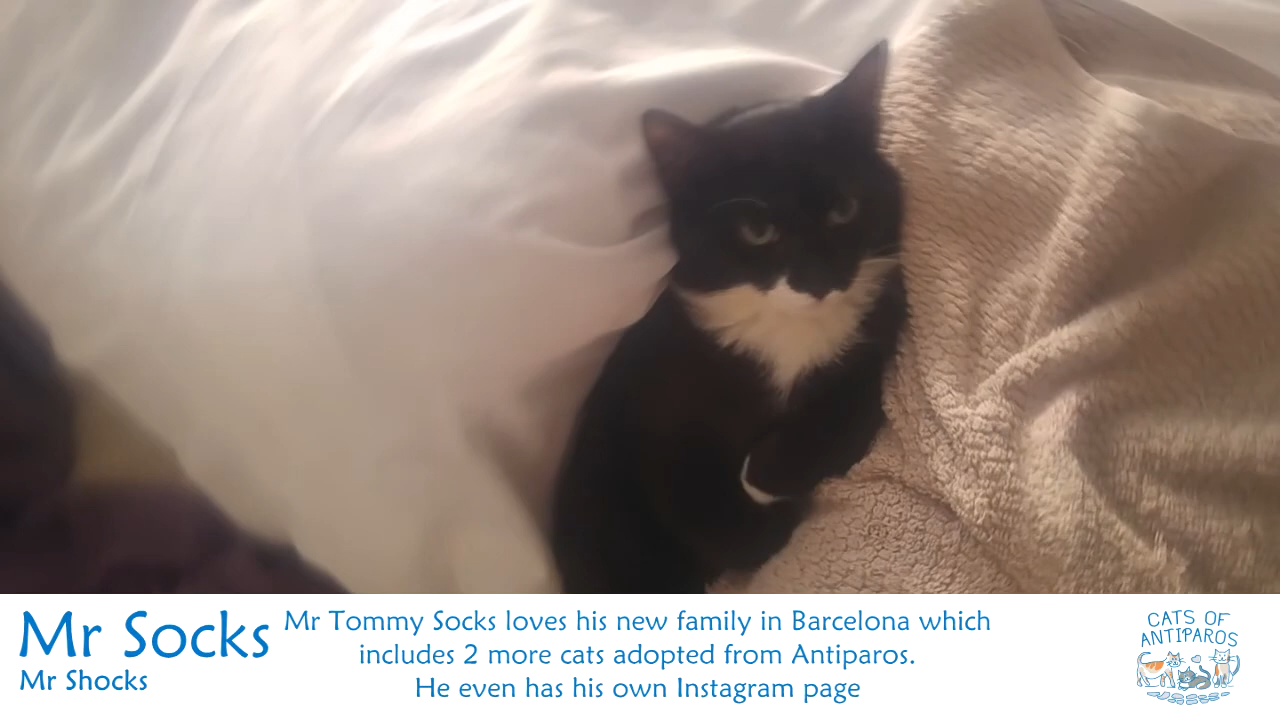 Mr Socks
Mr Shocks
Mr Tommy Socks loves his new family in Barcelona which
includes 2 more cats adopted from Antiparos.
He even has his own Instagram page
CATS OF
ANTIPAROS